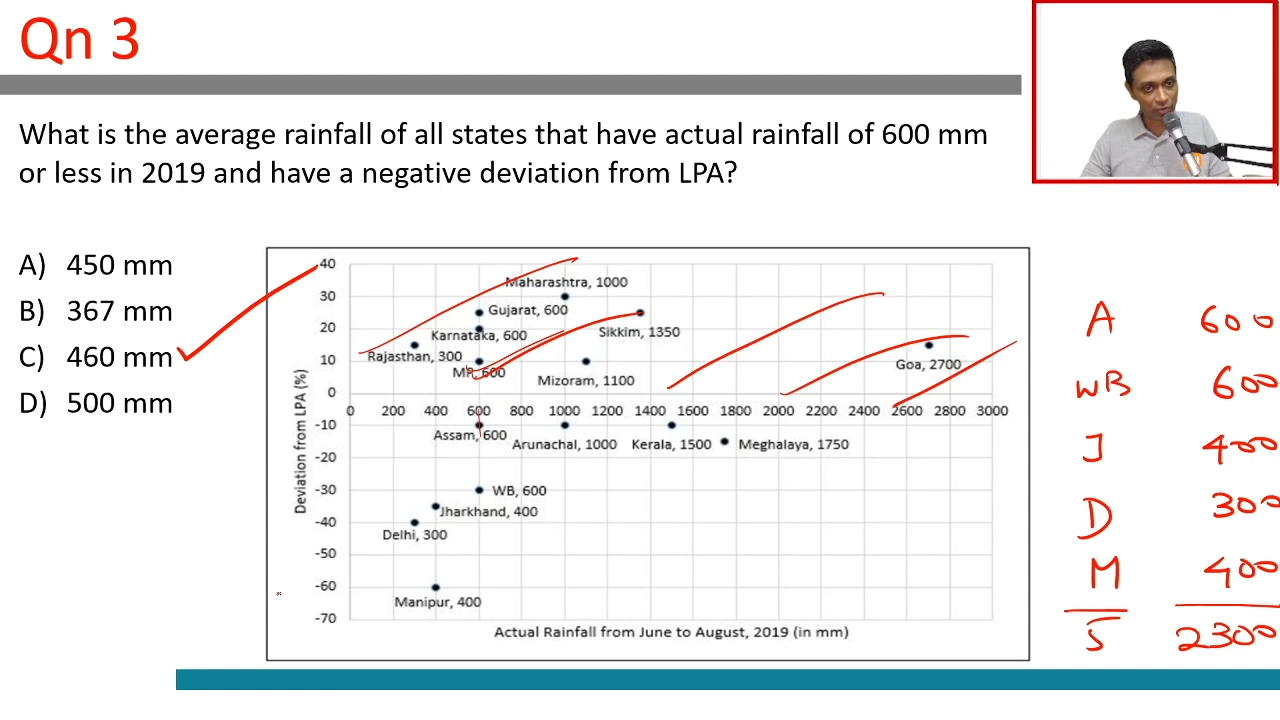 Qn 3
What is the average rainfall of all states that have actual rainfall of 600 mm
or less in 2019 and have a negative deviation from LPA?
A) 450 mm
B) 367 mm
C) 460 mm
D) 500 mm
Deviation from LPA (%)
40
30
20
10
0
-10
-20
-30
-40
-50
-60
-70
0 200 400 600 800 1000 1200 1400 1600 1800 2000 2200 2400 2600 2800 3000
Maharashtra, 1000
Gujarat, 600
Sikkim, 1350
Karnataka, 600
Rajasthan, 300
MP, 600
Mizoram, 1100
Goa, 2700
Assam, 600
Arunachal, 1000
Kerala, 1500
Meghalaya, 1750
WB, 600
Jharkhand, 400
Delhi, 300
Manipur, 400
Actual Rainfall from June to August, 2019 (in mm)
A 600
WB 600
J 400
D 300
M 400
5 2300